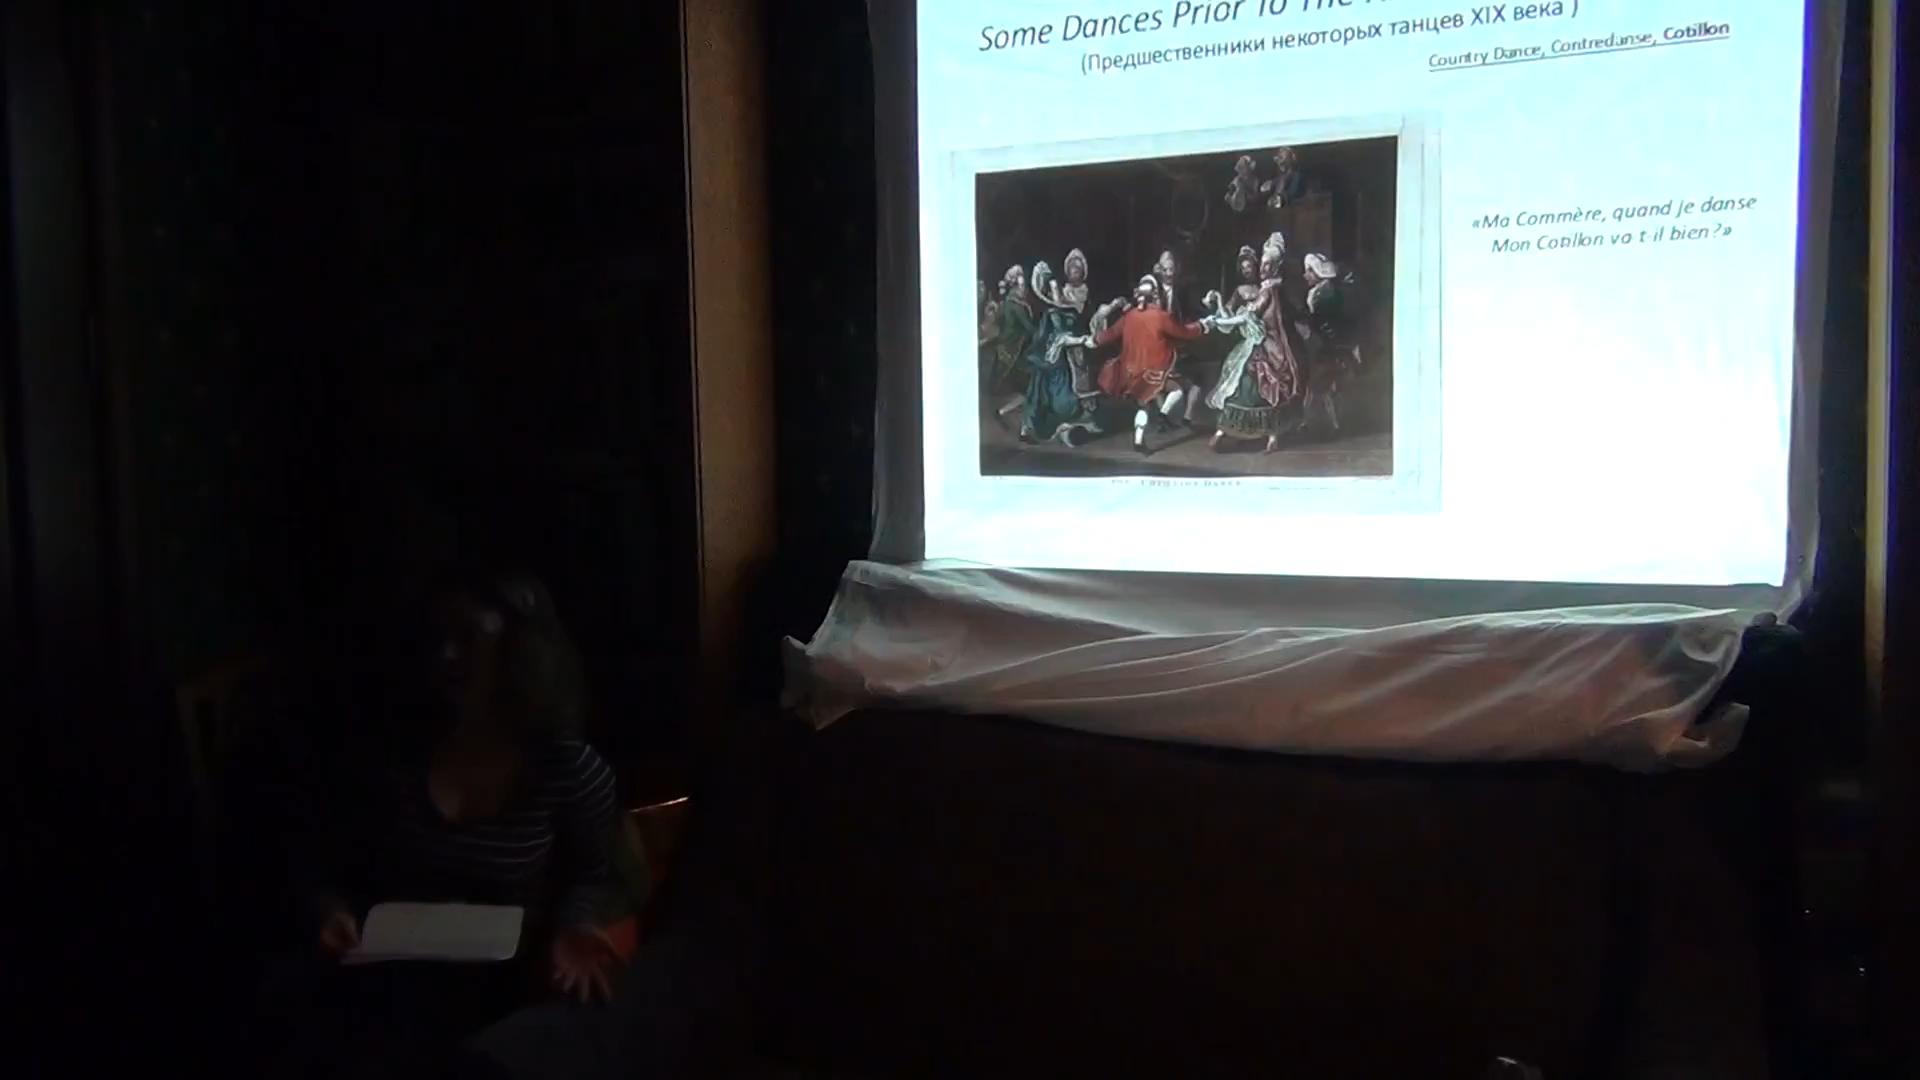 Some Dances Prior To The
(Предшественники некоторых танцев XIX века )
Country Dance, Contredanse, Cotillon
«Ma Commère, quand je danse
Mon Cotillon va-t-il bien?»